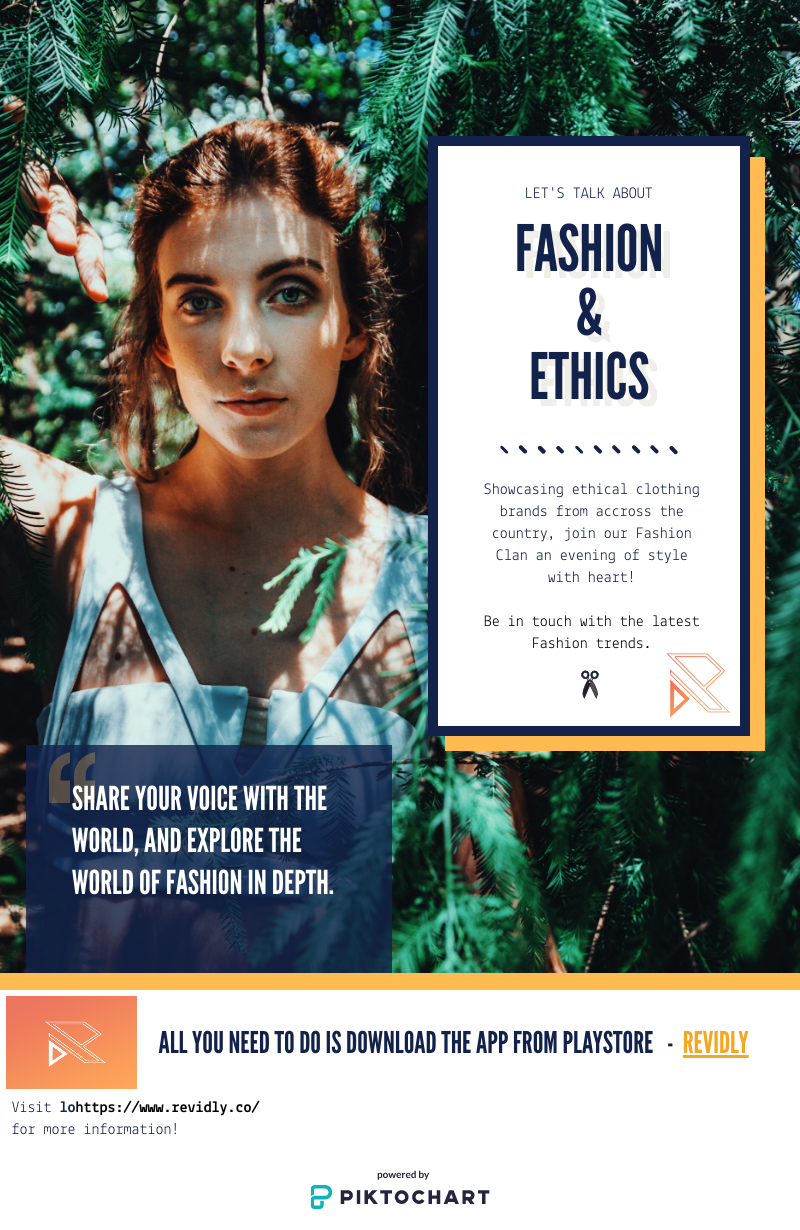 LET'S TALK ABOUT
FASHION
&
ETHICS
Showcasing ethical clothing
brands from accross the
country, join our Fashion
Clan an evening of style
with heart!
Be in touch with the latest
Fashion trends.
“
SHARE YOUR VOICE WITH THE
WORLD, AND EXPLORE THE
WORLD OF FASHION IN DEPTH.
ALL YOU NEED TO DO IS DOWNLOAD THE APP FROM PLAYSTORE - REVIDLY
Visit lohttps://www.revidly.co/
for more information!
powered by
PIKTOCHART